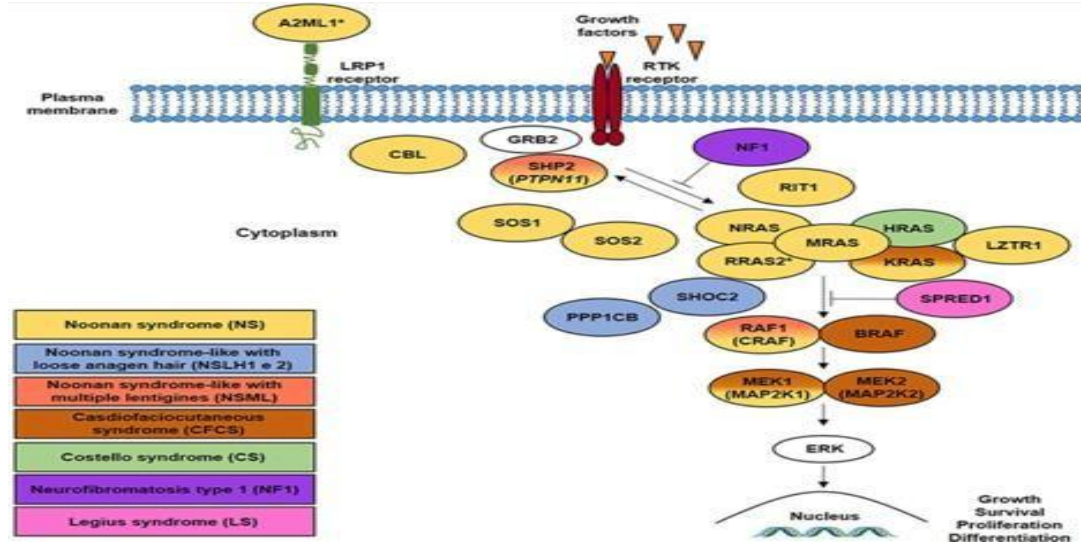 A2ML1*
LRP1
receptor
Growth
factors
RTK
receptor
Plasma
membrane
CBL
GRB2
SHP2
(PTPN11)
NF1
RIT1
SOS1
SOS2
Cytoplasm
NRAS
MRAS
HRAS
LZTR1
RRAS2*
KRAS
SHOC2
PPP1CB
SPRED1
RAF1
(CRAF)
BRAF
MEK1
(MAP2K1)
MEK2
(MAP2K2)
ERK
Nucleus
Growth
Survival
Proliferation
Differentiation
Noonan syndrome (NS)
Noonan syndrome-like with
loose anagen hair (NSLH1 e 2)
Noonan syndrome-like with
multiple lentigines (NSML)
Casdiofaciocutaneous
syndrome (CFCS)
Costello syndrome (CS)
Neurofibromatosis type 1 (NF1)
Legius syndrome (LS)